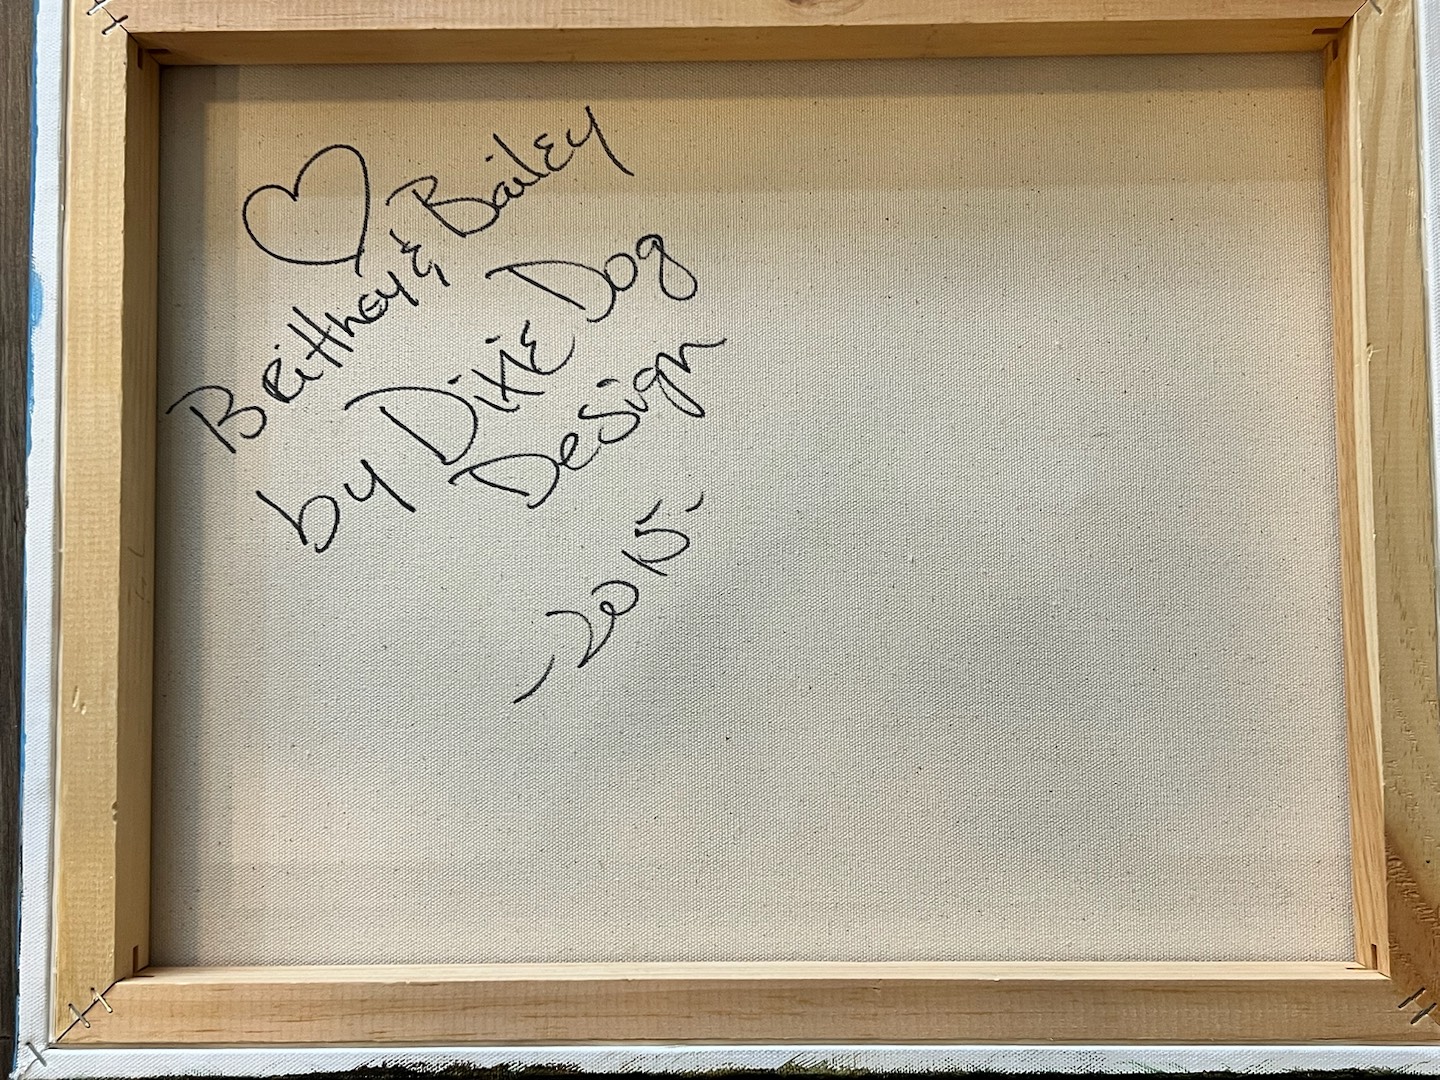 ♡
Brittney & Bailey
by Dixie Dog
Design
-2015-